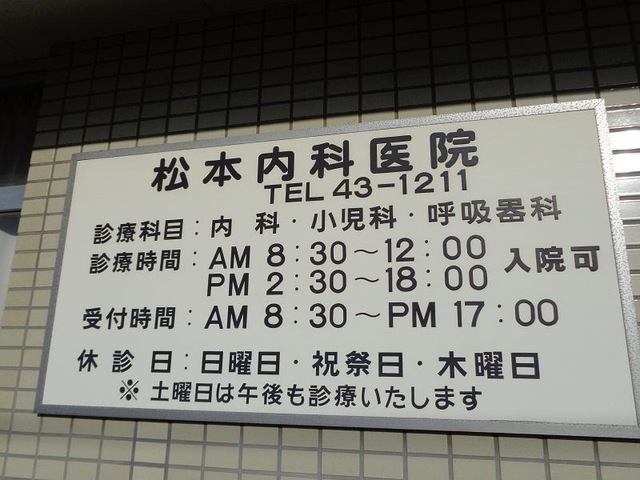 松本内科医院
TEL 43-1211
診療科目：内科・小児科・呼吸器科
診療時間：AM 8：30～12：00 入院可
PM 2：30～18：00
受付時間：AM 8：30～PM 17：00
休診日：日曜日・祝祭日・木曜日
※ 土曜日は午後も診療いたします